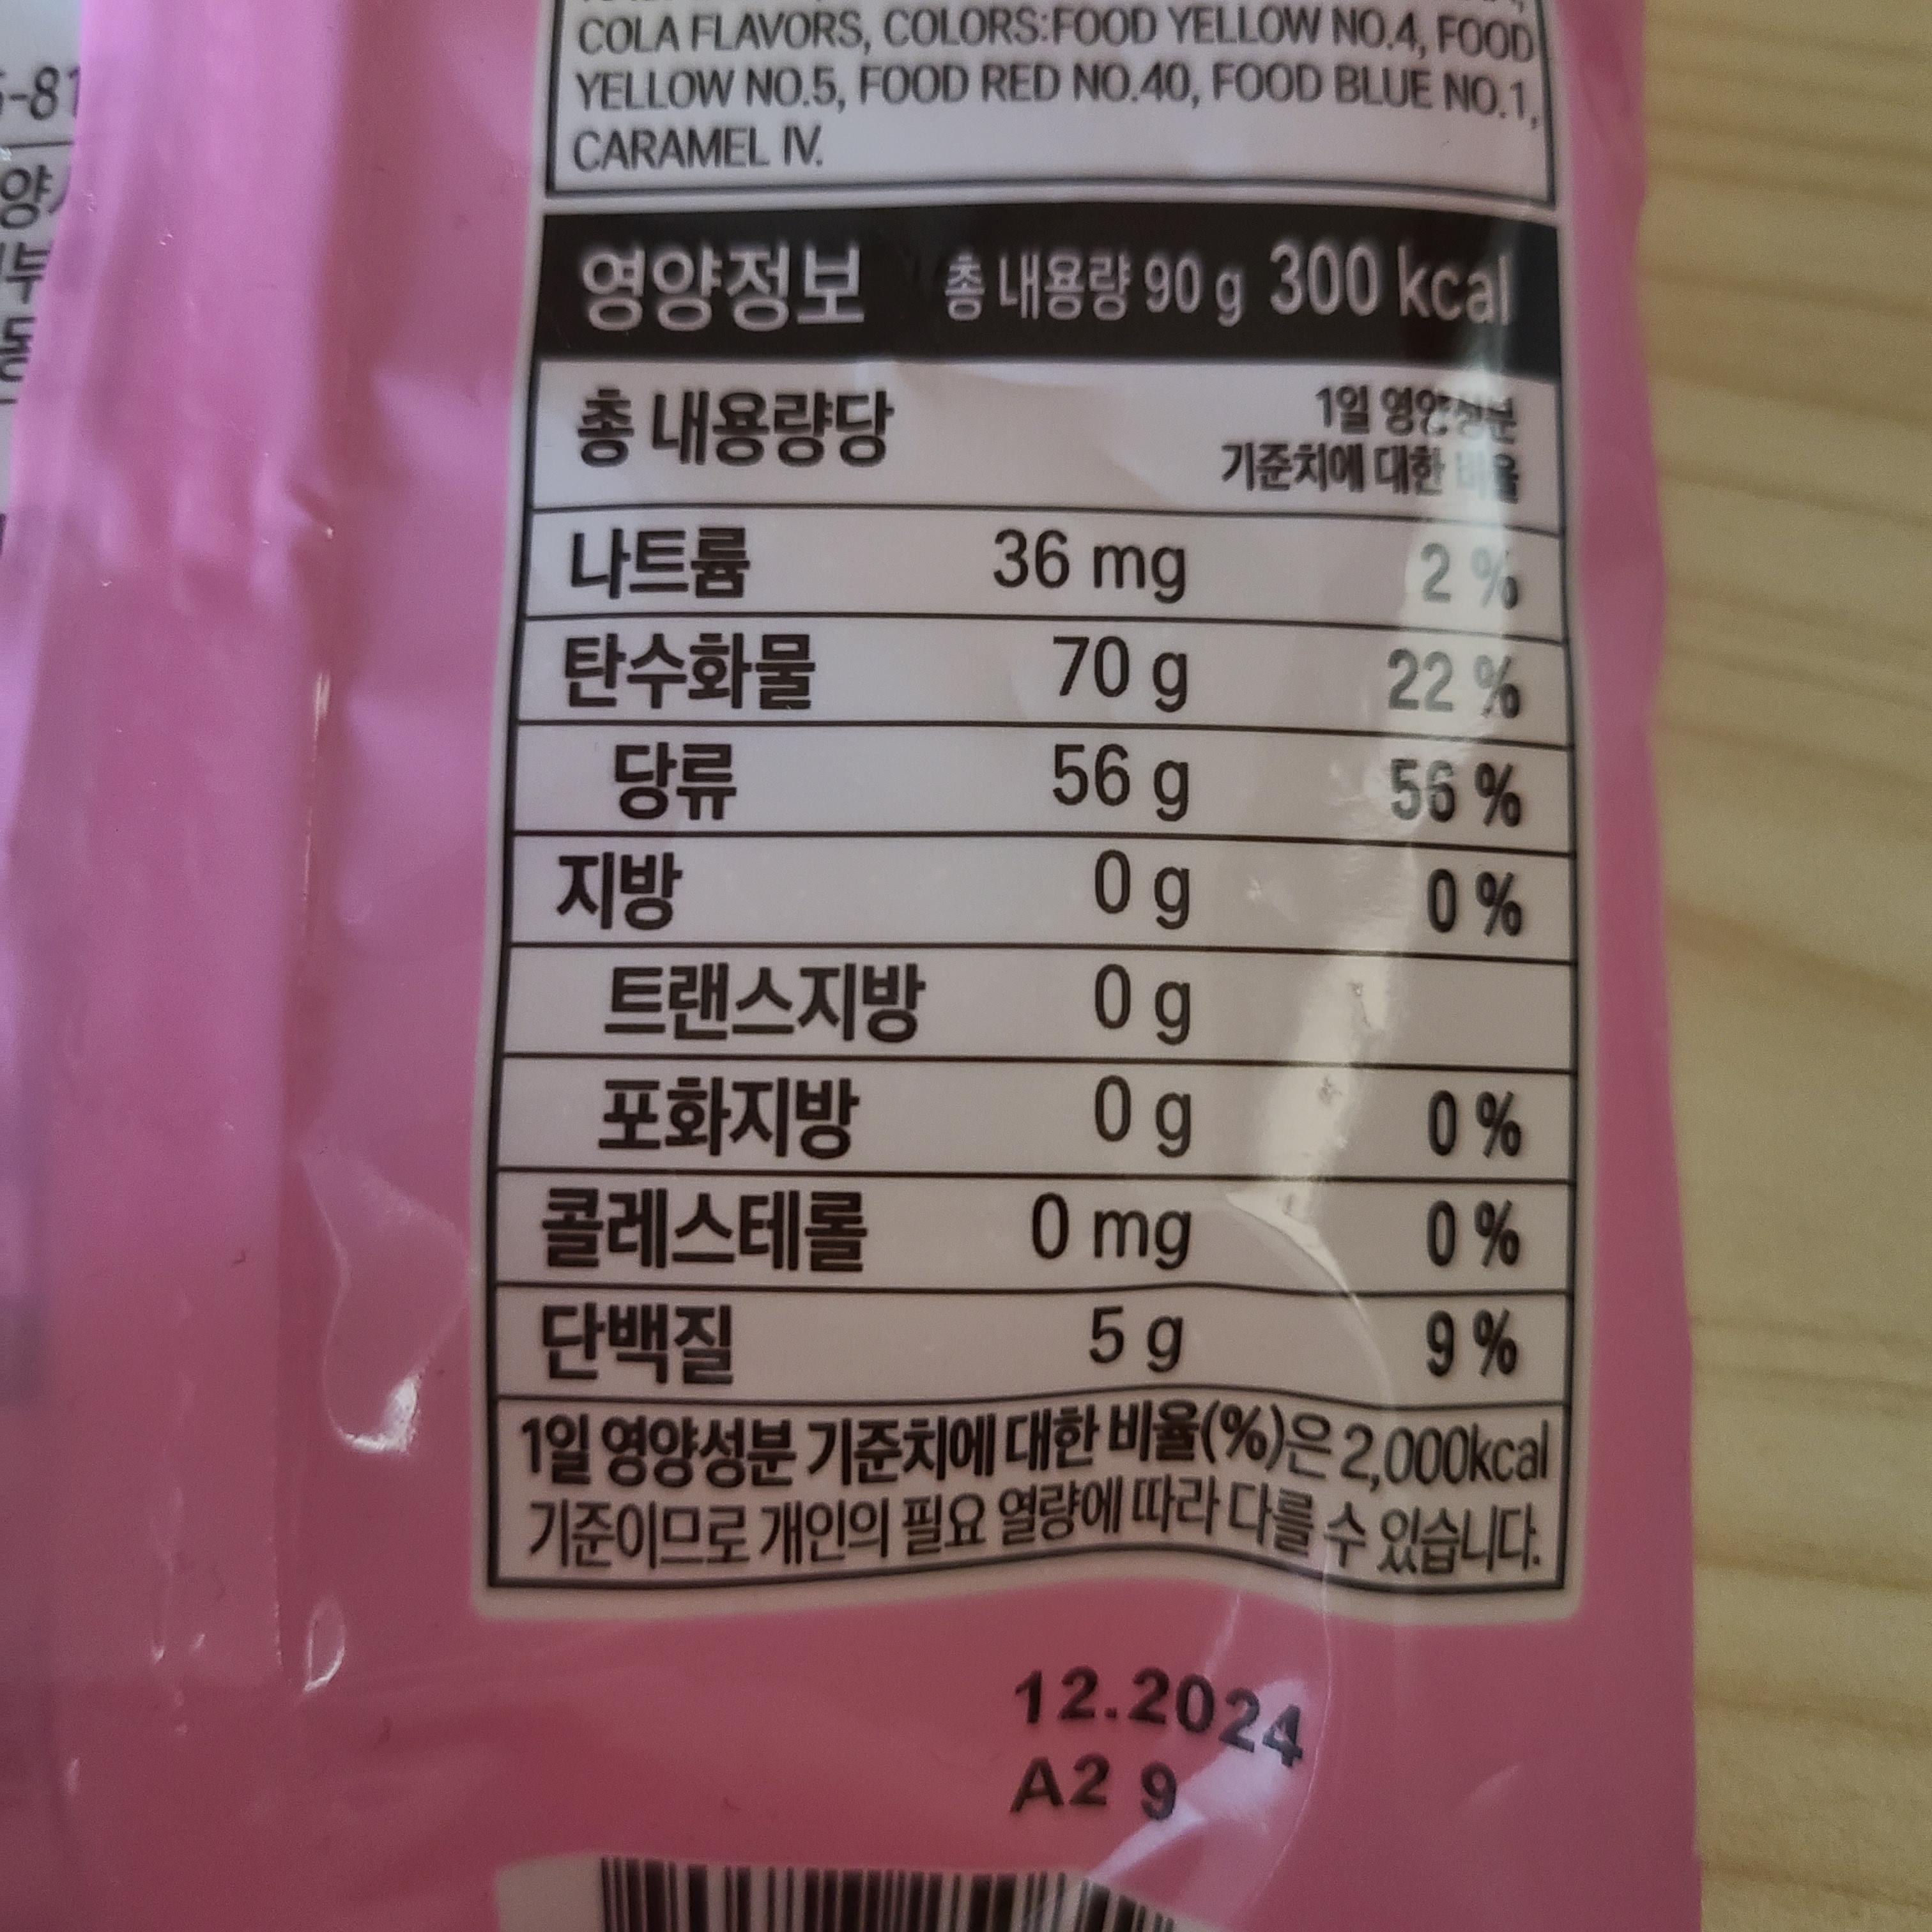 COLA FLAVORS, COLORS:FOOD YELLOW NO.4, FOOD
YELLOW NO.5, FOOD RED NO.40, FOOD BLUE NO.1,
CARAMEL IV.
영양정보 총 내용량 90 g 300 kcal
총 내용량당
1일 영양성분
기준치에 대한 비율
나트륨 36 mg 2 %
탄수화물 70 g 22 %
당류 56 g 56 %
지방 0 g 0 %
트랜스지방 0 g
포화지방 0 g 0 %
콜레스테롤 0 mg 0 %
단백질 5 g 9 %
1일 영양성분 기준치에 대한 비율(%)은 2,000kcal
기준이므로 개인의 필요 열량에 따라 다를 수 있습니다.
12.2024
A2 9